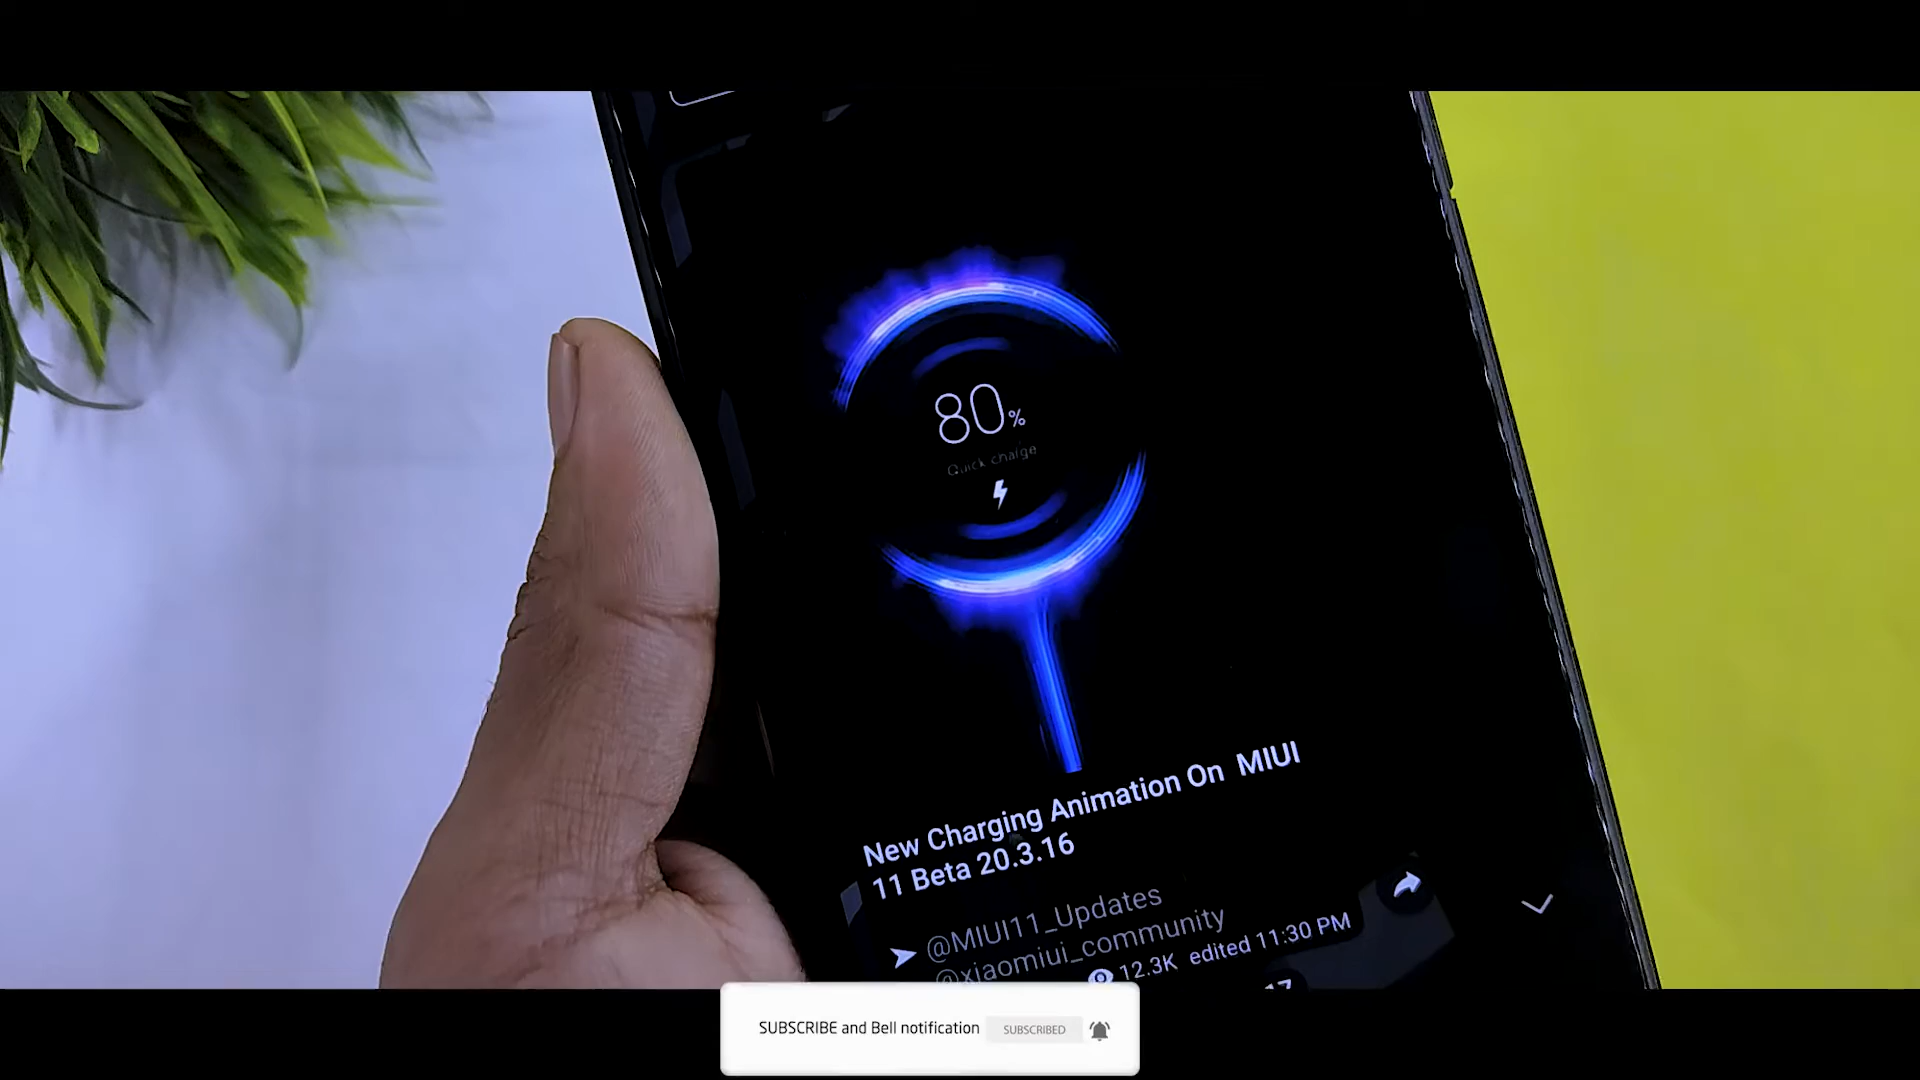 80%
Quick charge
New Charging Animation On MIUI
11 Beta 20.3.16
@MIUI11_Updates
@xiaomiui_community
12.3K edited 11:30 PM
17
SUBSCRIBE and Bell notification SUBSCRIBED